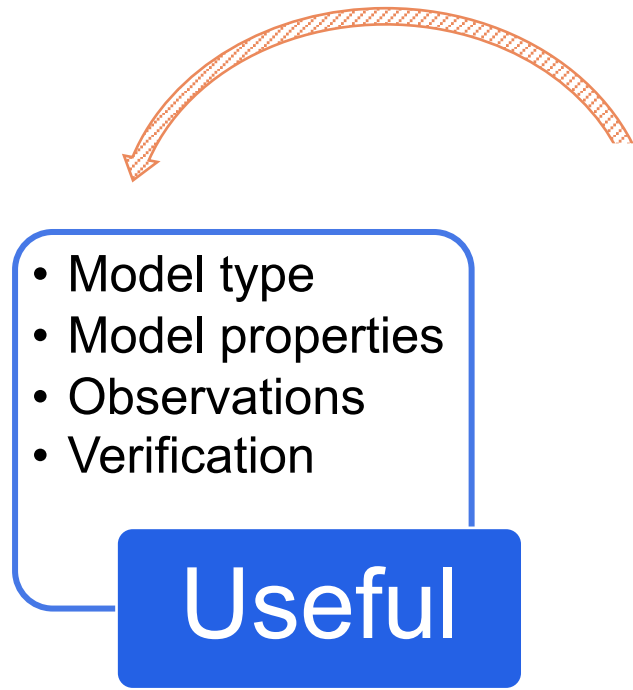 • Model type
• Model properties
• Observations
• Verification
Useful